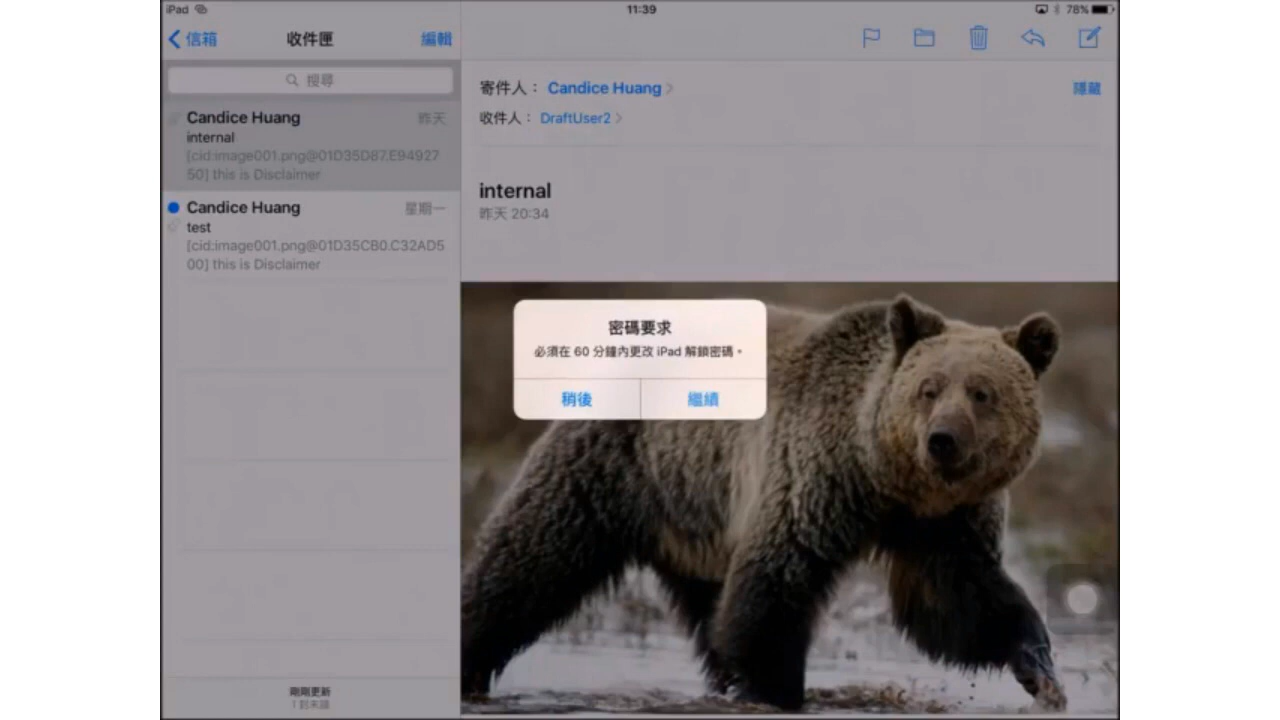 iPad
11:39
78%
信箱
收件匣
編輯
搜尋
Candice Huang
昨天
internal
[cid:image001.png@01D35D87.E94927
50] this is Disclaimer
Candice Huang
星期一
test
[cid:image001.png@01D35CB0.C32AD5
00] this is Disclaimer
剛剛更新
1 封未讀
寄件人： Candice Huang
隱藏
收件人： DraftUser2
internal
昨天 20:34
密碼要求
必須在 60 分鐘內更改 iPad 解鎖密碼。
稍後
繼續